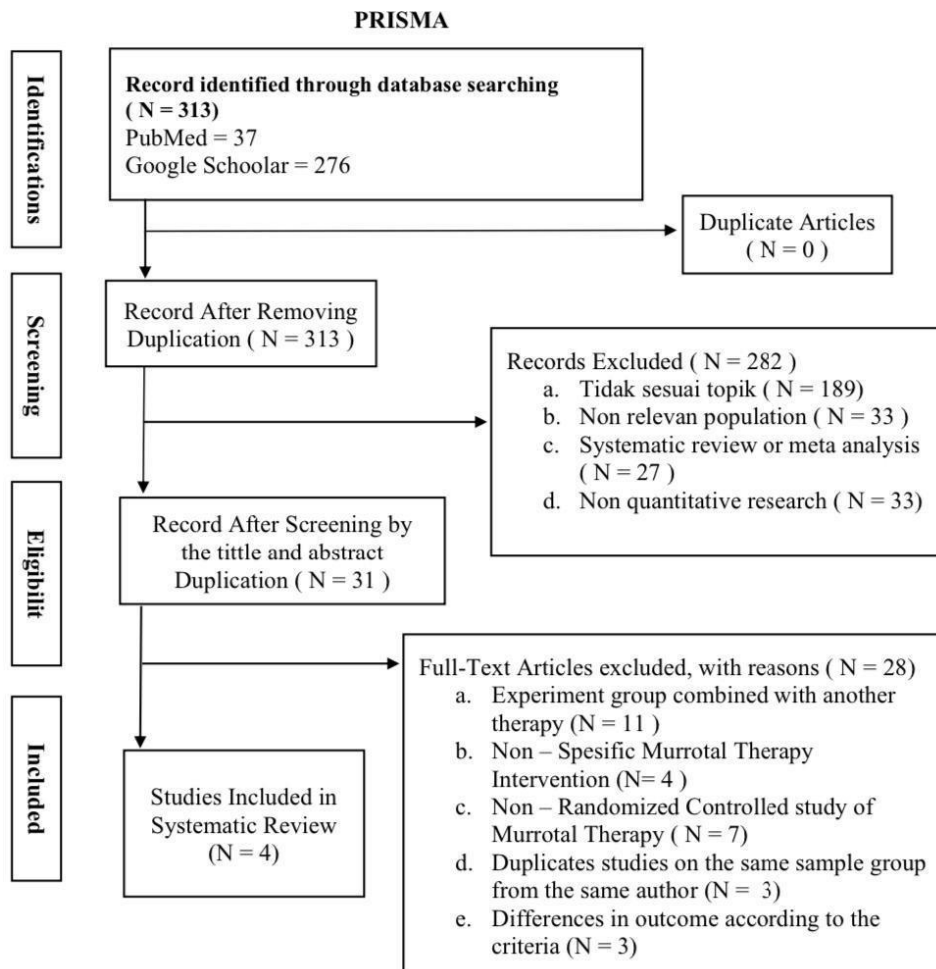 PRISMA
Identifications
Record identified through database searching
( N = 313)
PubMed = 37
Google Schoolar = 276
Duplicate Articles
( N = 0 )
Screening
Record After Removing
Duplication ( N = 313 )
Records Excluded ( N = 282 )
a. Tidak sesuai topik ( N = 189)
b. Non relevan population ( N = 33 )
c. Systematic review or meta analysis
( N = 27 )
d. Non quantitative research ( N = 33)
Eligibilit
Record After Screening by
the tittle and abstract
Duplication ( N = 31 )
Full-Text Articles excluded, with reasons ( N = 28)
a. Experiment group combined with another
therapy (N = 11 )
b. Non – Spesific Murrotal Therapy
Intervention (N= 4 )
c. Non – Randomized Controlled study of
Murrotal Therapy ( N = 7)
d. Duplicates studies on the same sample group
from the same author (N = 3)
e. Differences in outcome according to the
criteria (N = 3)
Included
Studies Included in
Systematic Review
(N = 4)